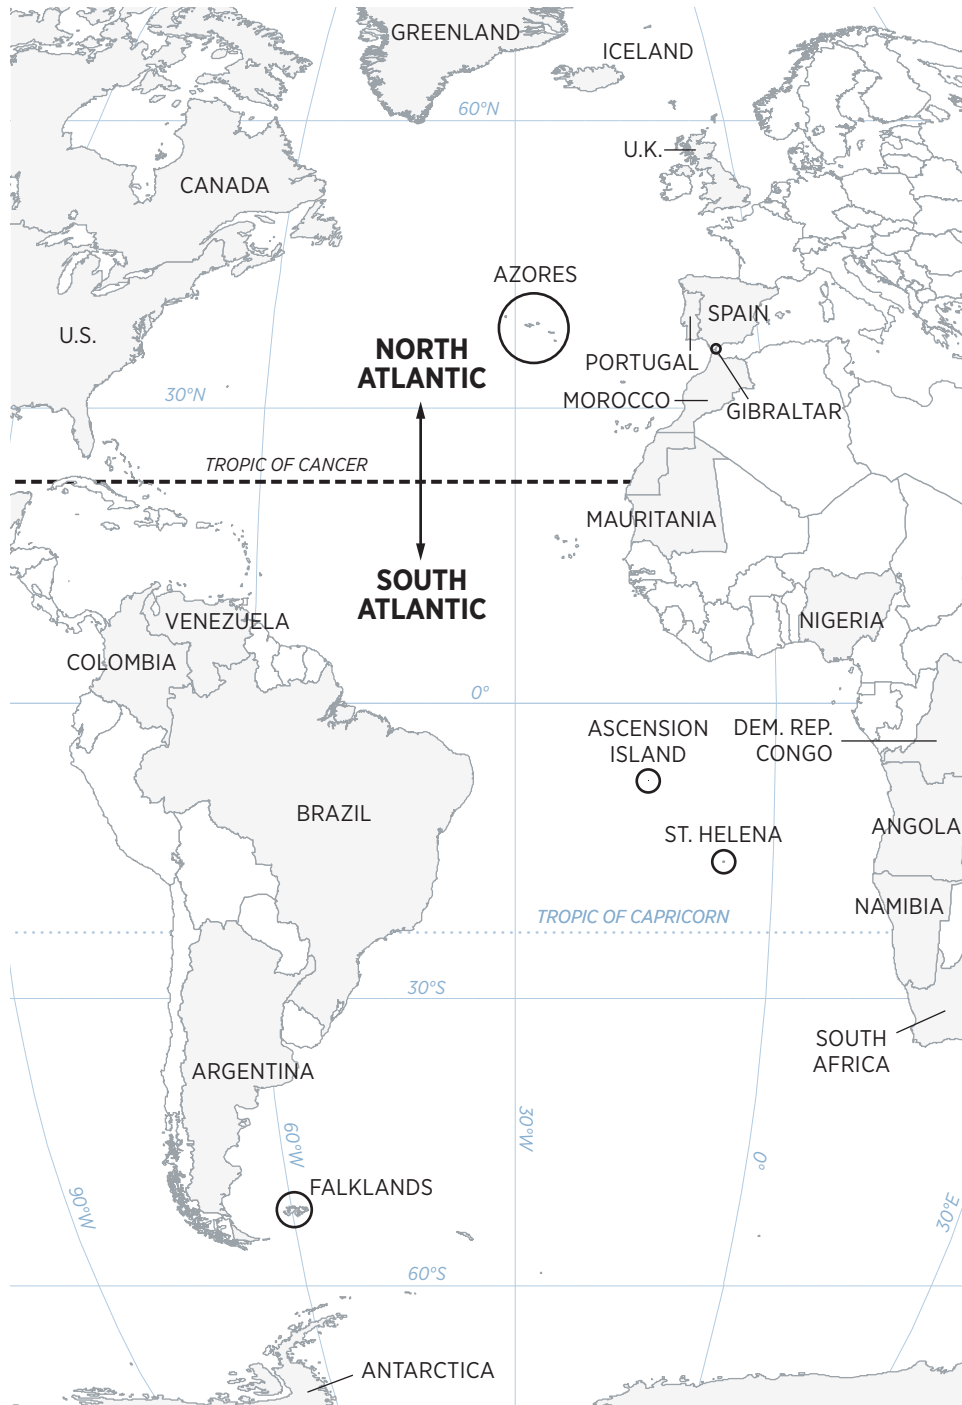 GREENLAND
ICELAND
60°N
U.K.
CANADA
AZORES
SPAIN
U.S.
NORTH
ATLANTIC
PORTUGAL
30°N
MOROCCO
GIBRALTAR
TROPIC OF CANCER
MAURITANIA
SOUTH
ATLANTIC
VENEZUELA
NIGERIA
COLOMBIA
0°
ASCENSION
ISLAND
DEM. REP.
CONGO
BRAZIL
ST. HELENA
ANGOLA
NAMIBIA
TROPIC OF CAPRICORN
30°S
SOUTH
AFRICA
ARGENTINA
60°W
30°W
0°
FALKLANDS
90°W
30°E
60°S
ANTARCTICA